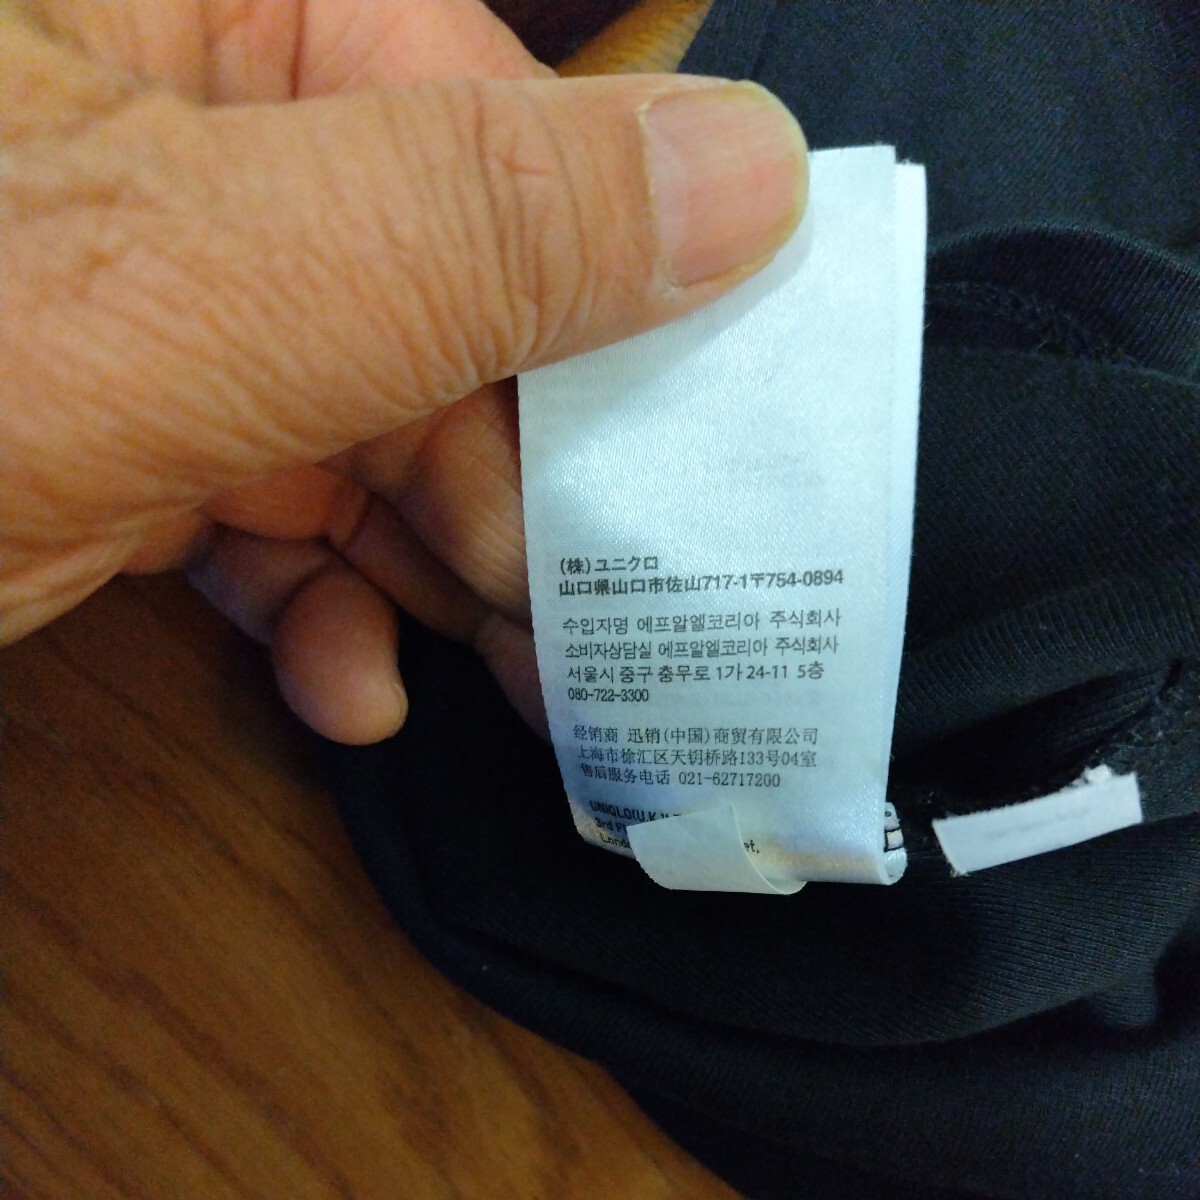 (株)ユニクロ
山口県山口市佐山717-1〒754-0894
수입자명 에프알엘코리아 주식회사
소비자상담실 에프알엘코리아 주식회사
서울시 중구 충무로 1가 24-11 5층
080-722-3300
经销商 迅销(中国)商贸有限公司
上海市徐汇区天钥桥路133号04室
售后服务电话 021-62717200
UNIQLO(U.K.)
3rd